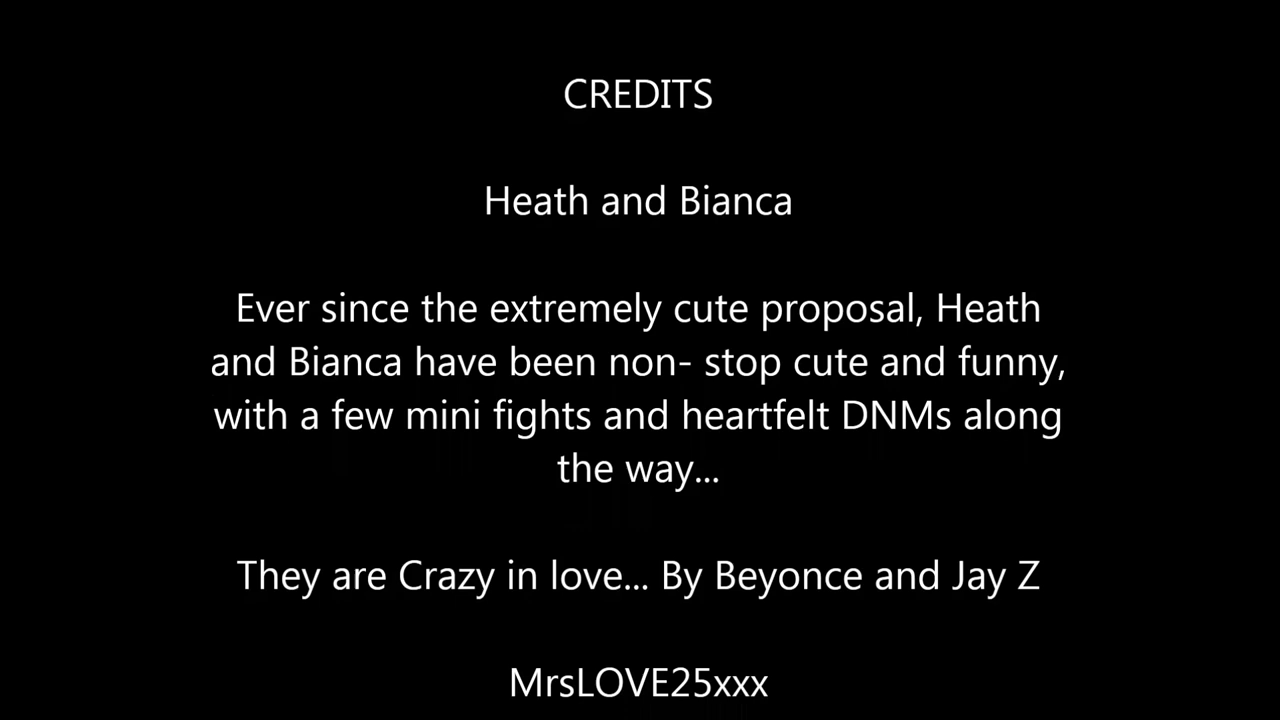 CREDITS
Heath and Bianca
Ever since the extremely cute proposal, Heath
and Bianca have been non- stop cute and funny,
with a few mini fights and heartfelt DNMs along
the way...
They are Crazy in love... By Beyonce and Jay Z
MrsLOVE25xxx